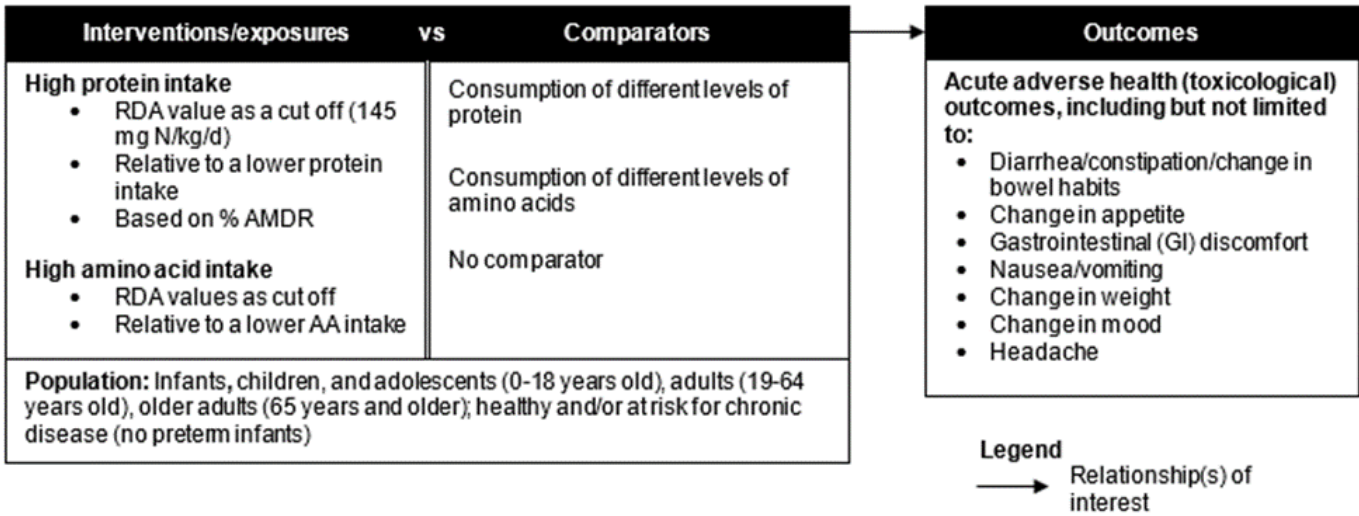 Interventions/exposures vs Comparators
High protein intake
• RDA value as a cut off (145
mg N/kg/d)
• Relative to a lower protein
intake
• Based on % AMDR
High amino acid intake
• RDA values as cut off
• Relative to a lower AA intake
Consumption of different levels of
protein
Consumption of different levels of
amino acids
No comparator
Population: Infants, children, and adolescents (0-18 years old), adults (19-64
years old), older adults (65 years and older); healthy and/or at risk for chronic
disease (no preterm infants)
Outcomes
Acute adverse health (toxicological)
outcomes, including but not limited
to:
• Diarrhea/constipation/change in
bowel habits
• Change in appetite
• Gastrointestinal (GI) discomfort
• Nausea/vomiting
• Change in weight
• Change in mood
• Headache
Legend
Relationship(s) of
interest